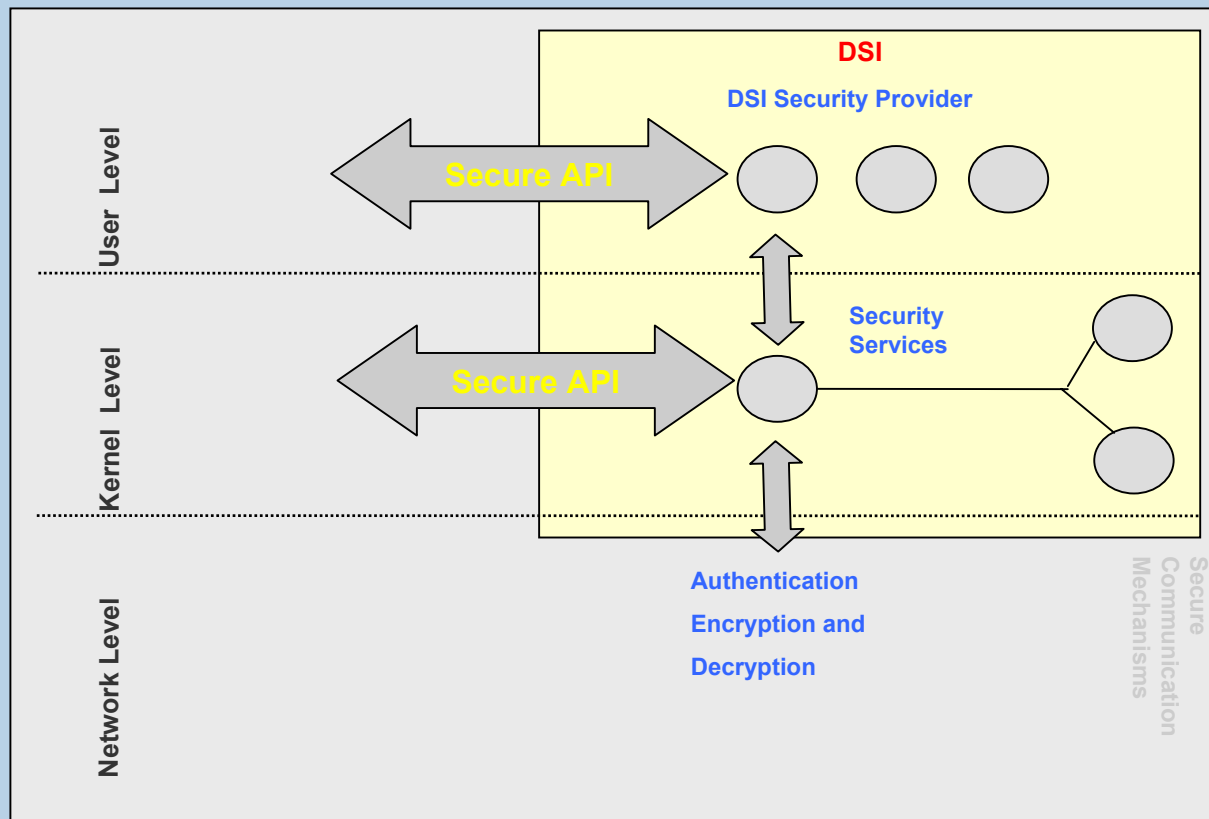 DSI
DSI Security Provider
User Level
Secure API
Security
Services
Kernel Level
Secure API
Network Level
Authentication
Encryption and
Decryption
Secure
Communication
Mechanisms